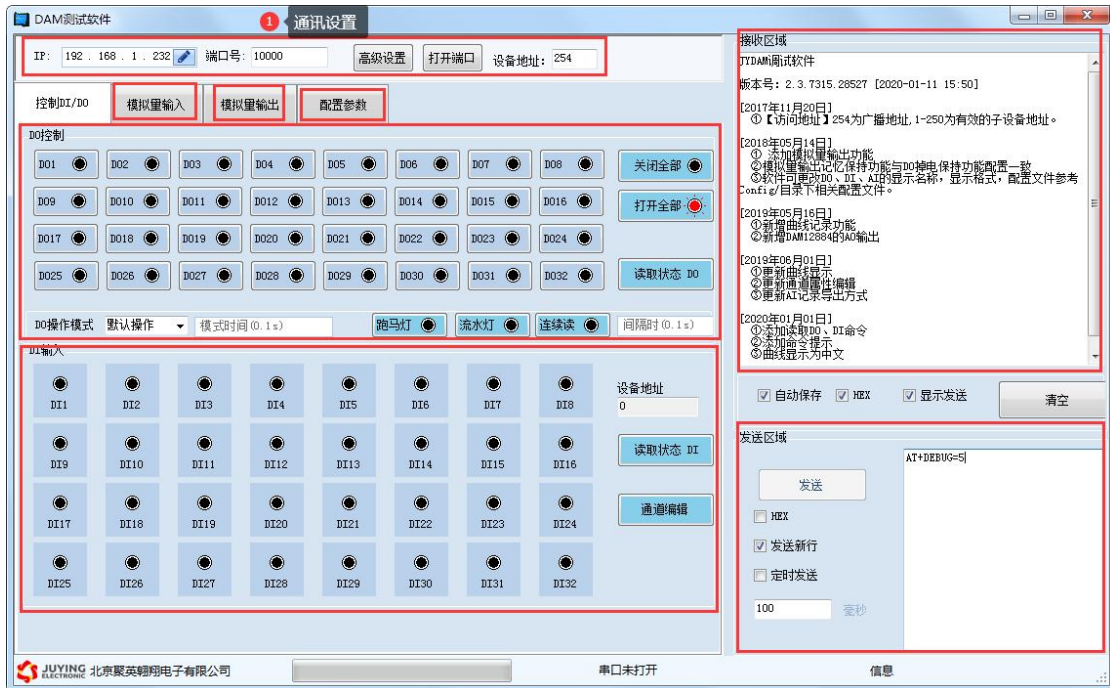 DAM测试软件
1 通讯设置
IP: 192 . 168 . 1 . 232 端口号: 10000 高级设置 打开端口 设备地址: 254
控制DI/DO 模拟量输入 模拟量输出 配置参数
DO控制
DO1 DO2 DO3 DO4 DO5 DO6 DO7 DO8 关闭全部
DO9 DO10 DO11 DO12 DO13 DO14 DO15 DO16 打开全部
DO17 DO18 DO19 DO20 DO21 DO22 DO23 DO24
DO25 DO26 DO27 DO28 DO29 DO30 DO31 DO32 读取状态 DO
DO操作模式 默认操作 模式时间(0.1s) 跑马灯 流水灯 连续读 间隔时(0.1s)
DI输入
DI1 DI2 DI3 DI4 DI5 DI6 DI7 DI8
设备地址
0
DI9 DI10 DI11 DI12 DI13 DI14 DI15 DI16 读取状态 DI
DI17 DI18 DI19 DI20 DI21 DI22 DI23 DI24 通道编辑
DI25 DI26 DI27 DI28 DI29 DI30 DI31 DI32
接收区域
JYDAM调试软件
版本号: 2.3.7315.28527 [2020-01-11 15:50]
[2017年11月20日]
①【访问地址】254为广播地址,1-250为有效的子设备地址。
[2018年05月14日]
① 添加模拟量输出功能
②模拟量输出记忆保持功能与DO掉电保持功能配置一致
③软件可更改DO、DI、AI的显示名称，显示格式，配置文件参考
Config/目录下相关配置文件。
[2019年05月16日]
①新增曲线记录功能
②新增DAM12884的AO输出
[2019年06月01日]
①更新曲线显示
②更新通道属性编辑
③更新AI记录导出方式
[2020年01月01日]
①添加读取DO、DI命令
②添加命令提示
③曲线显示为中文
自动保存 HEX 显示发送 清空
发送区域
AT+DEBUG=5
发送
HEX
发送新行
定时发送
100 毫秒
JUYING ELECTRONIC 北京聚英翱翔电子有限公司 串口未打开 信息